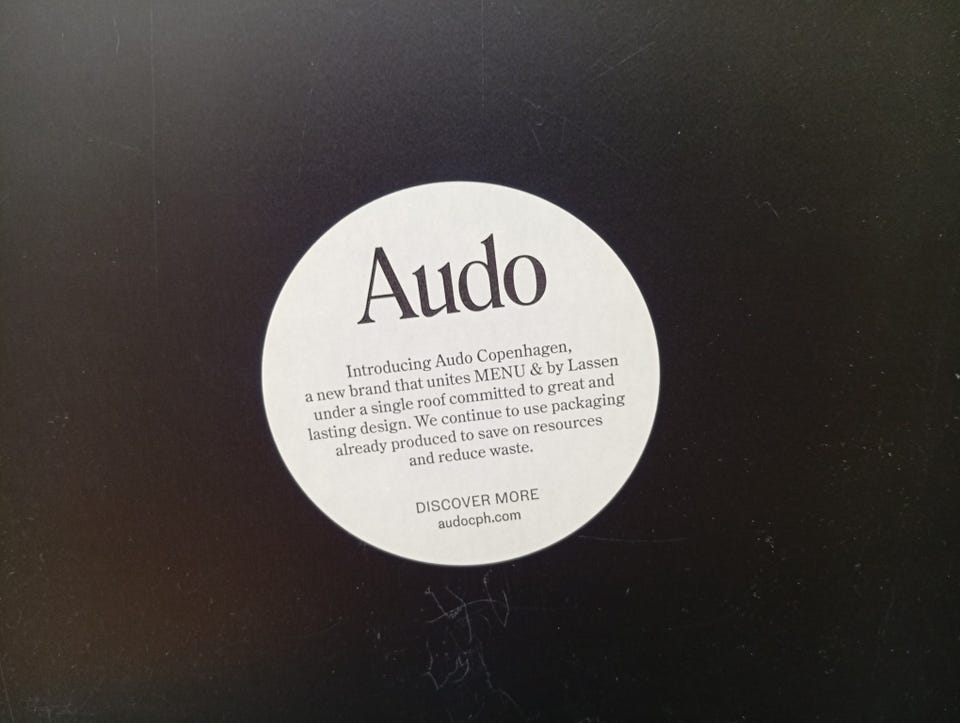 Audo
Introducing Audo Copenhagen,
a new brand that unites MENU & by Lassen
under a single roof committed to great and
lasting design. We continue to use packaging
already produced to save on resources
and reduce waste.
DISCOVER MORE
audocph.com